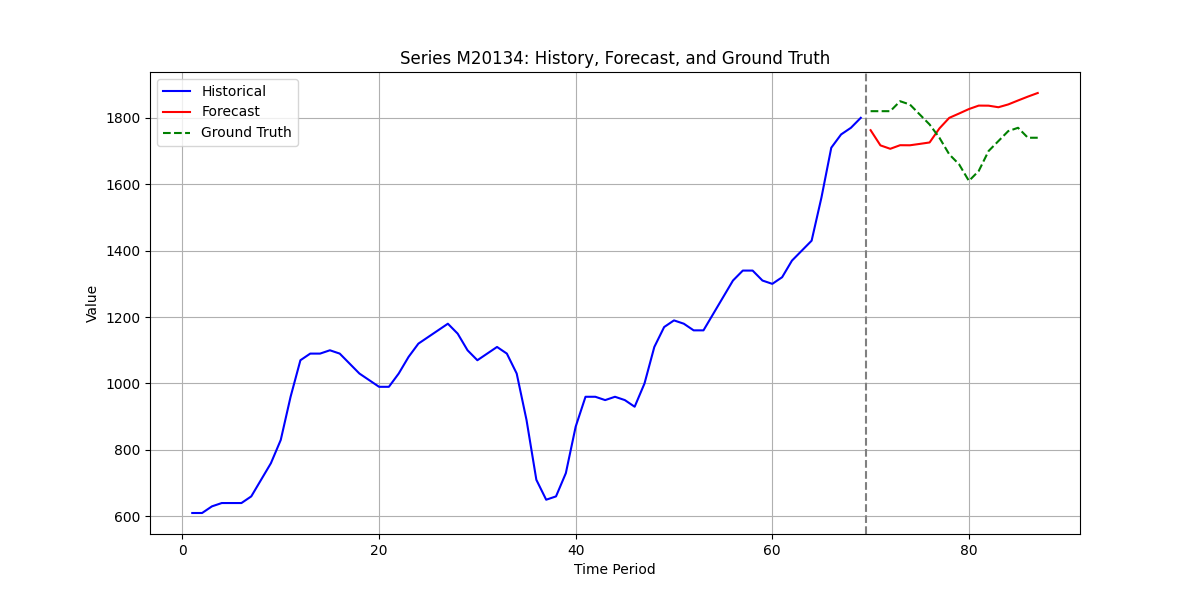 Series M20134: History, Forecast, and Ground Truth
Historical
Forecast
Ground Truth
1800
1600
1400
1200
1000
800
600
Value
0 20 40 60 80
Time Period